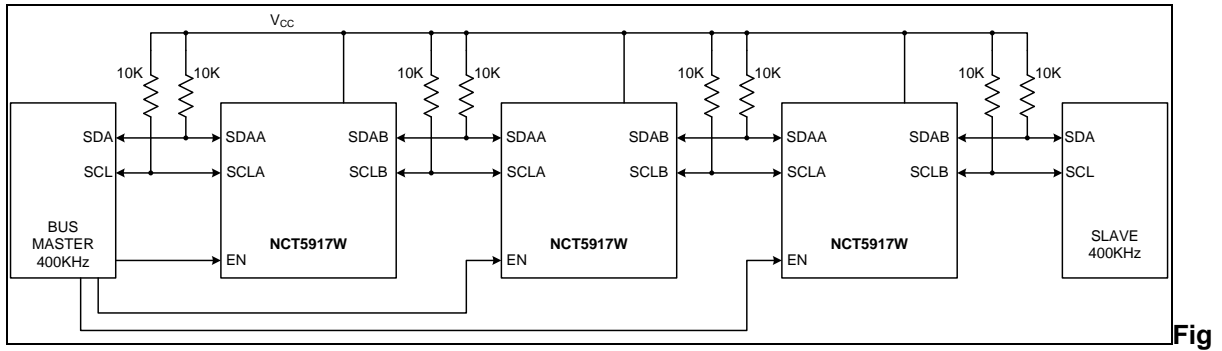 VCC
10K 10K 10K 10K 10K 10K 10K 10K
SDA SDAA SDAB SDAA SDAB SDAA SDAB SDA
SCL SCLA SCLB SCLA SCLB SCLA SCLB SCL
BUS
MASTER
400KHz
NCT5917W NCT5917W NCT5917W
SLAVE
400KHz
EN EN EN
Fig